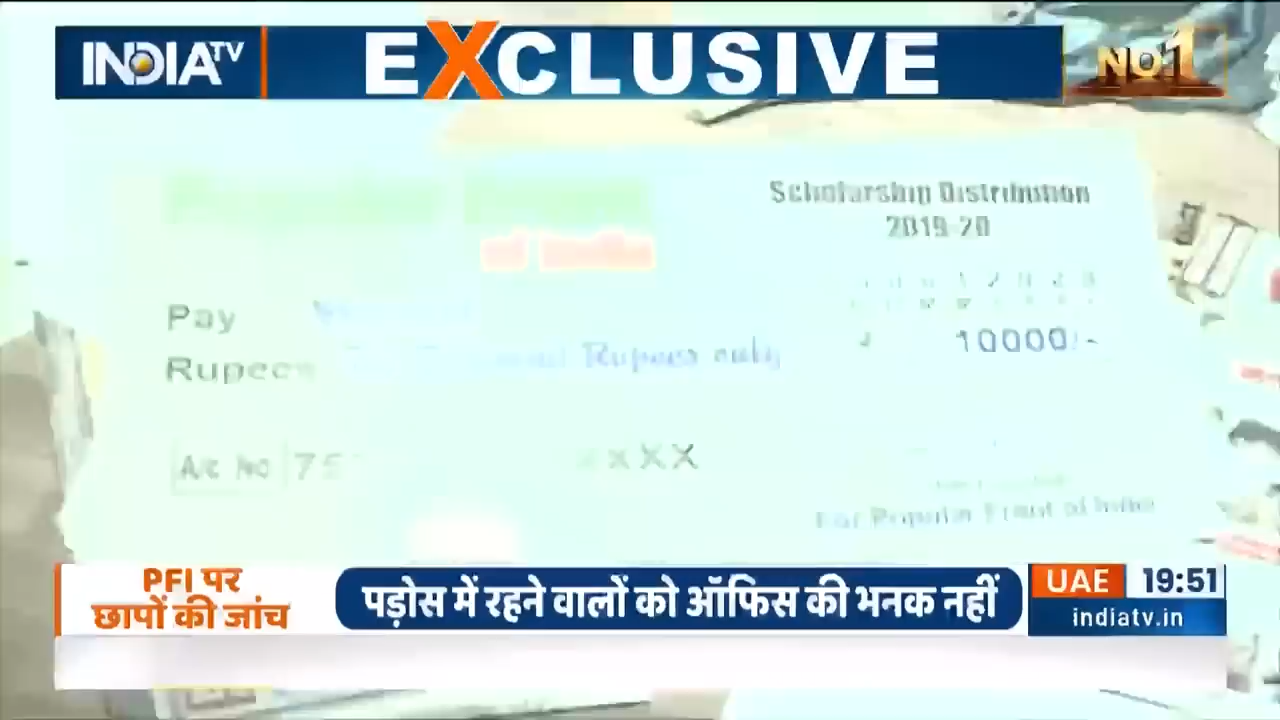 INDIA TV
EXCLUSIVE
NO.1
Scholarship Distribution
2019-20
Pay
Rupees
Rupees only
10000/-
A/c No 75
XXX
For Popular Front of India
PFI पर
छापों की जांच
पड़ोस में रहने वालों को ऑफिस की भनक नहीं
UAE 19:51
indiatv.in